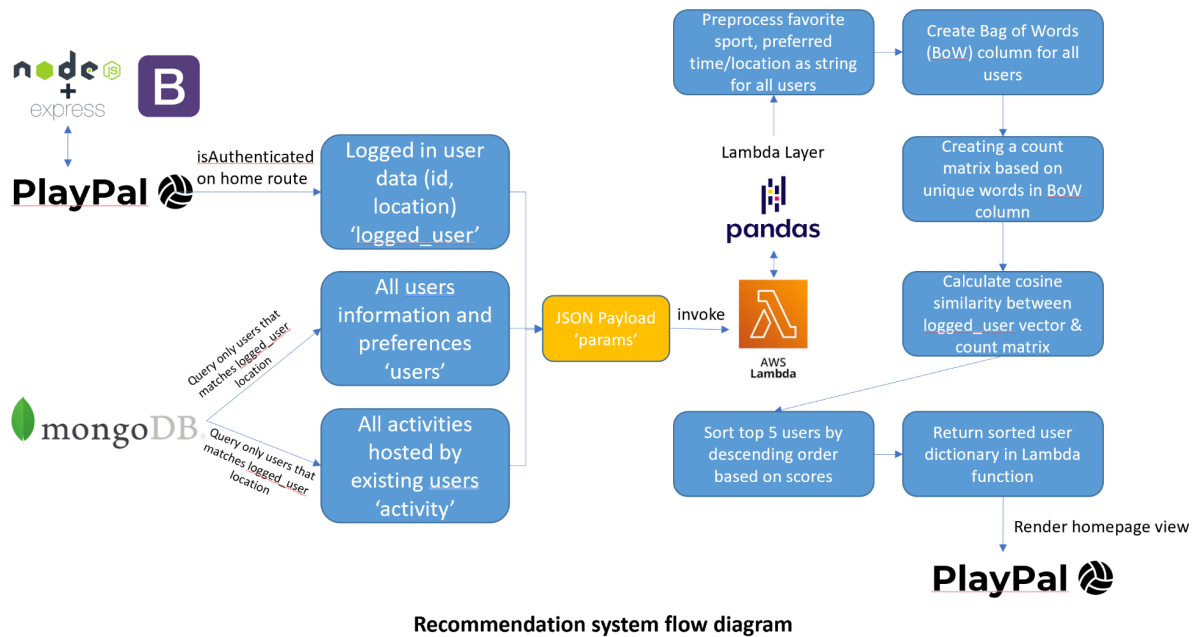 node
JS
+
express
B
PlayPal
isAuthenticated
on home route
Logged in user
data (id,
location)
‘logged_user’
Query only users that
matches logged_user
location
All users
information and
preferences
‘users’
mongoDB.
Query only users that
matches logged_user
location
All activities
hosted by
existing users
‘activity’
JSON Payload
‘params’
invoke
AWS
Lambda
pandas
Lambda Layer
Preprocess favorite
sport, preferred
time/location as string
for all users
Create Bag of Words
(BoW) column for all
users
Creating a count
matrix based on
unique words in BoW
column
Calculate cosine
similarity between
logged_user vector &
count matrix
Sort top 5 users by
descending order
based on scores
Return sorted user
dictionary in Lambda
function
Render homepage view
PlayPal
Recommendation system flow diagram